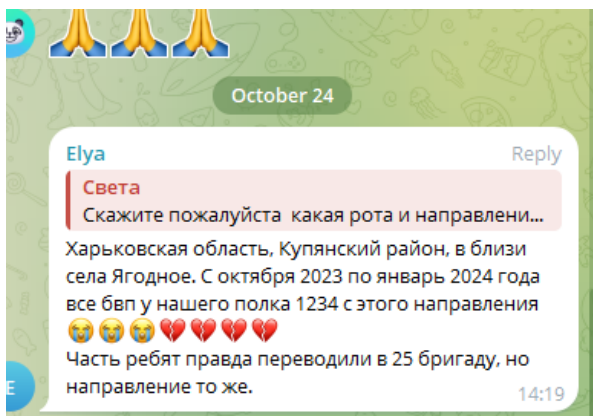 October 24
Elya Reply
Света
Скажите пожалуйста какая рота и направлени...
Харьковская область, Купянский район, в близи
села Ягодное. С октября 2023 по январь 2024 года
все бвп у нашего полка 1234 с этого направления
😭😭😭💔💔💔💔
Часть ребят правда переводили в 25 бригаду, но
направление то же.
14:19
E